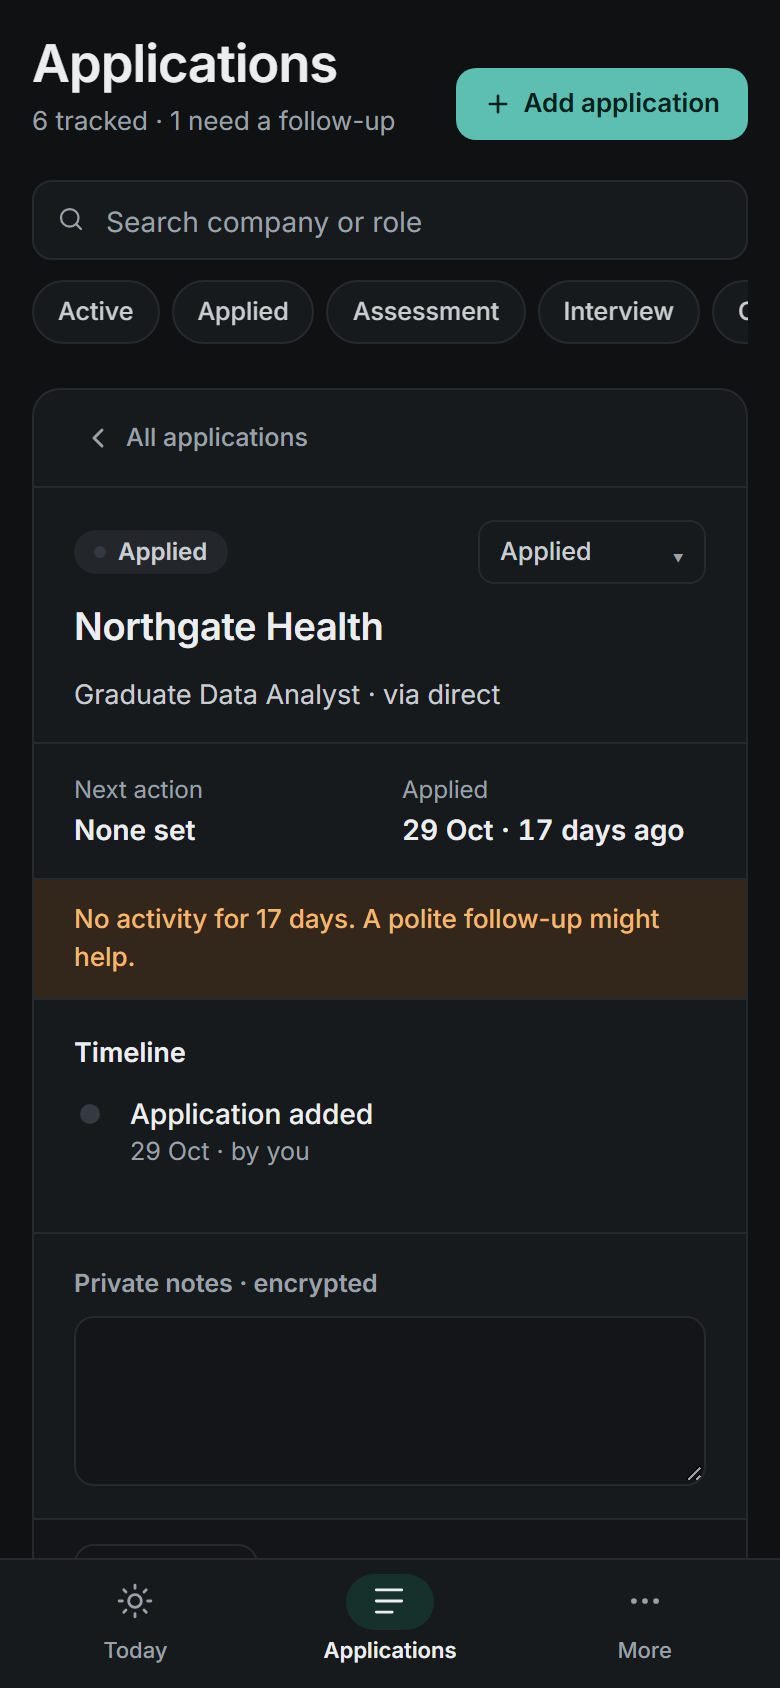 Applications
6 tracked · 1 need a follow-up
Add application
Search company or role
Active
Applied
Assessment
Interview
All applications
Applied
Applied
Northgate Health
Graduate Data Analyst · via direct
Next action
None set
Applied
29 Oct · 17 days ago
No activity for 17 days. A polite follow-up might
help.
Timeline
Application added
29 Oct · by you
Private notes · encrypted
Today
Applications
More